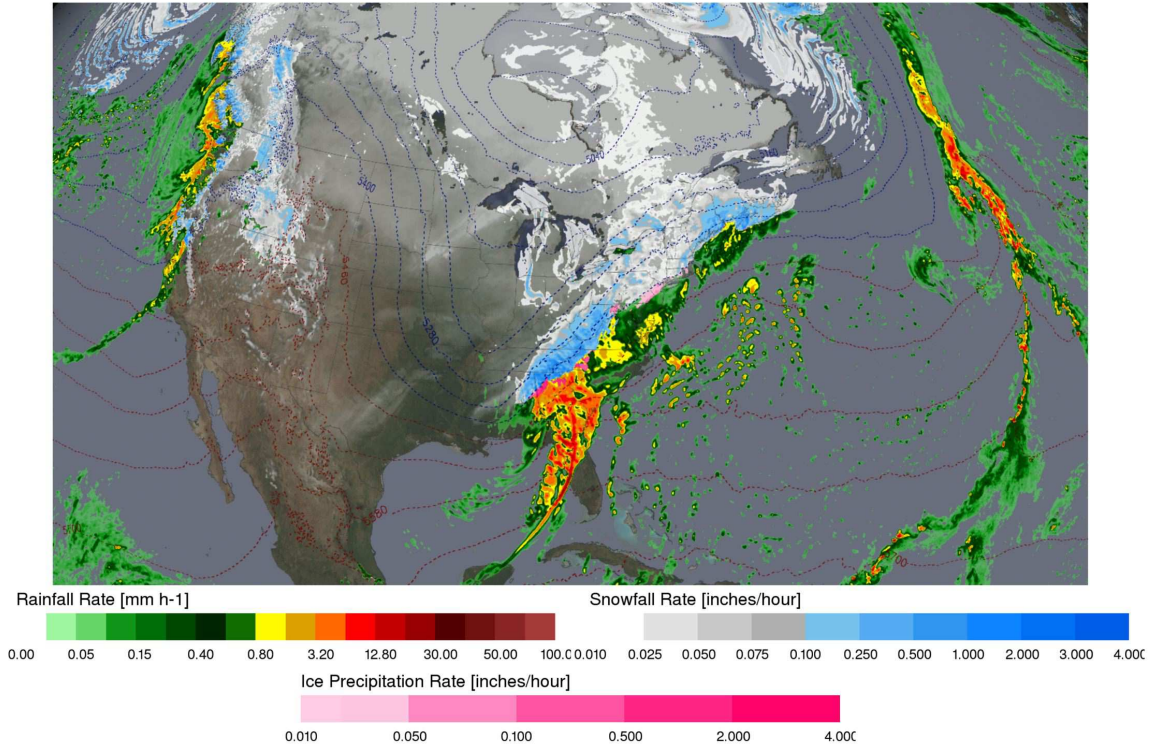 5040
5160
5400
5460
5280
Rainfall Rate [mm h-1]
Snowfall Rate [inches/hour]
0.00 0.05 0.15 0.40 0.80 3.20 12.80 30.00 50.00 100.0
0.010 0.025 0.050 0.075 0.100 0.250 0.500 1.000 2.000 3.000 4.000
Ice Precipitation Rate [inches/hour]
0.010 0.050 0.100 0.500 2.000 4.000